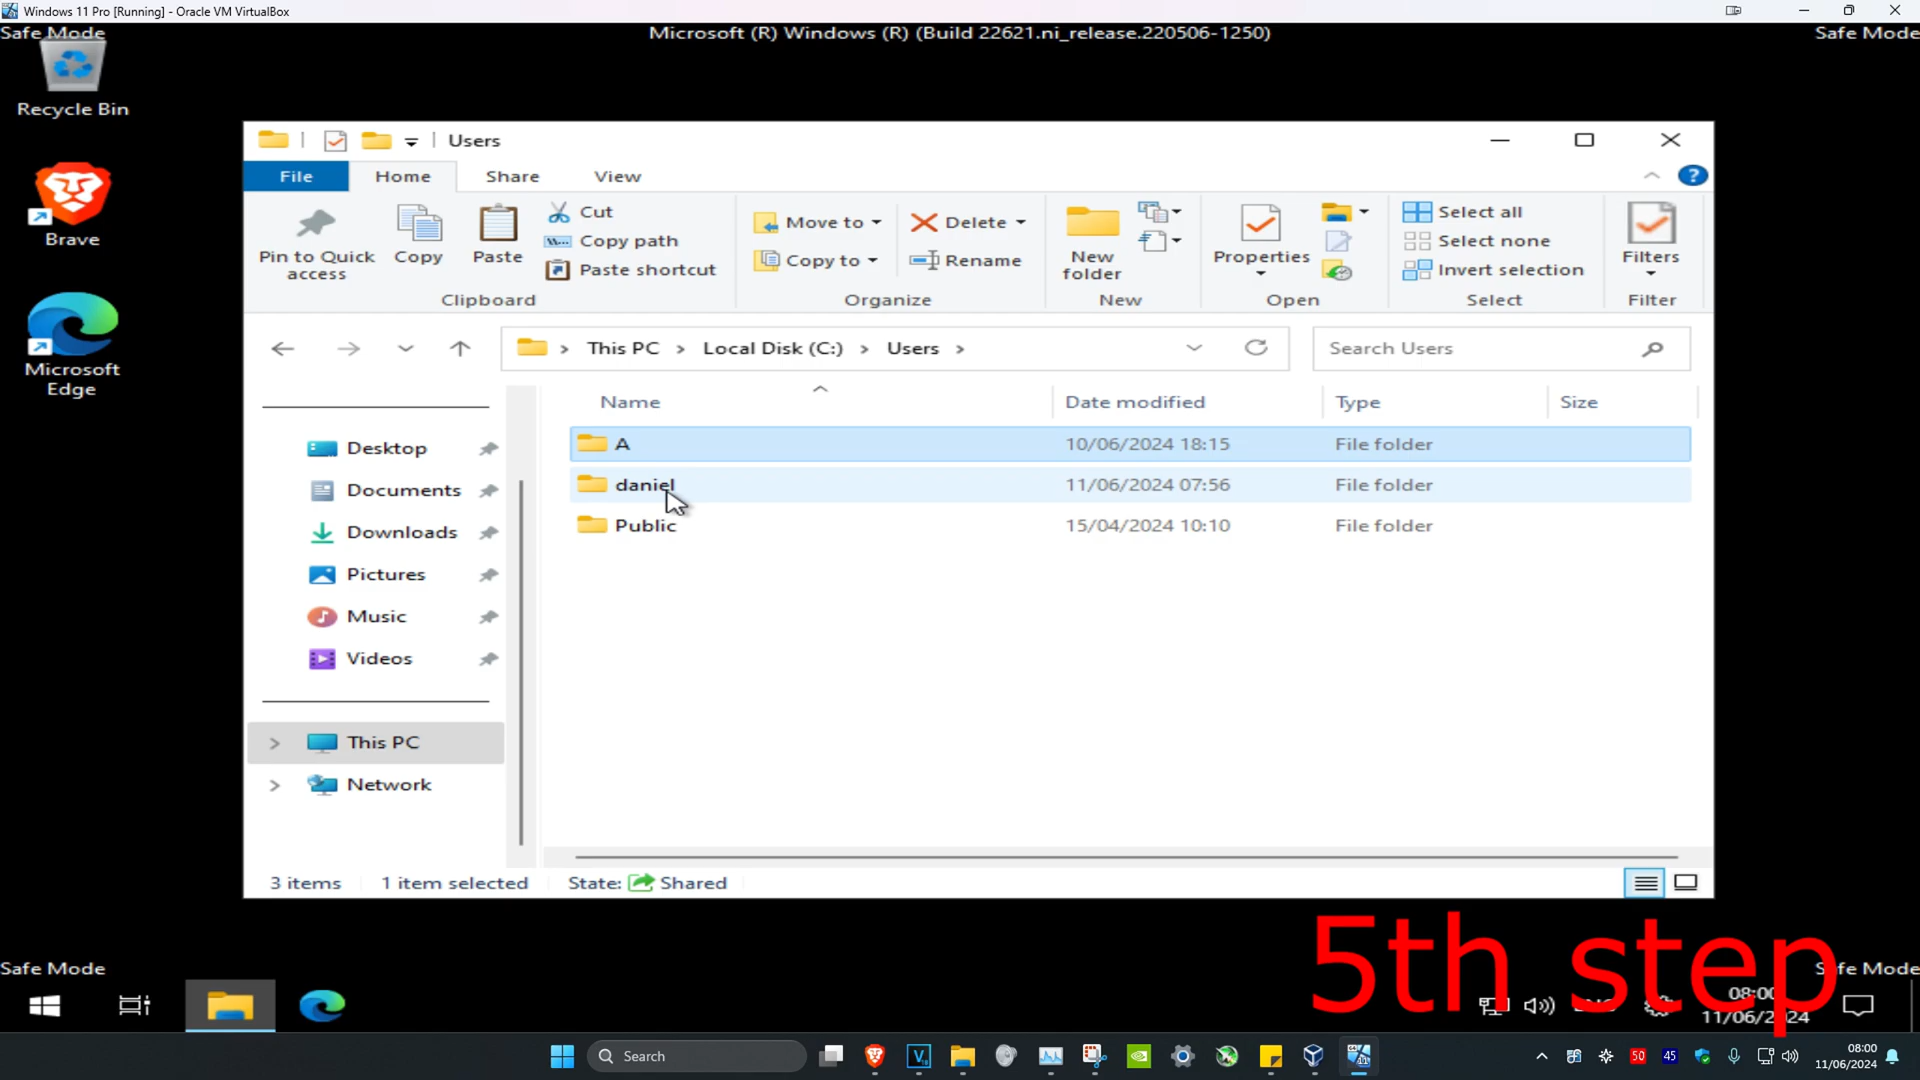 Windows 11 Pro [Running] - Oracle VM VirtualBox
Safe Mode
Microsoft (R) Windows (R) (Build 22621.ni_release.220506-1250)
Safe Mode
Recycle Bin
Brave
Microsoft
Edge
Users
File Home Share View
Pin to Quick
access
Copy
Paste
Cut
Copy path
Paste shortcut
Clipboard
Move to
Copy to
Delete
Rename
Organize
New
folder
New
Properties
Open
Select all
Select none
Invert selection
Select
Filters
Filter
This PC > Local Disk (C:) > Users >
Search Users
Name Date modified Type Size
A 10/06/2024 18:15 File folder
daniel 11/06/2024 07:56 File folder
Public 15/04/2024 10:10 File folder
Desktop
Documents
Downloads
Pictures
Music
Videos
This PC
Network
3 items 1 item selected State: Shared
5th step
Safe Mode
fe Mode
Search
50
45
08:00
11/06/2024